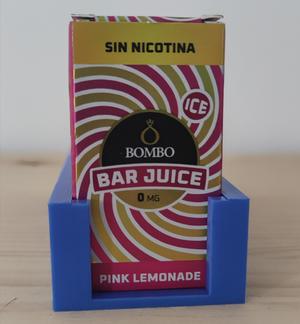 SIN NICOTINA
ICE
BOMBO
BAR JUICE
0 MG
PINK LEMONADE